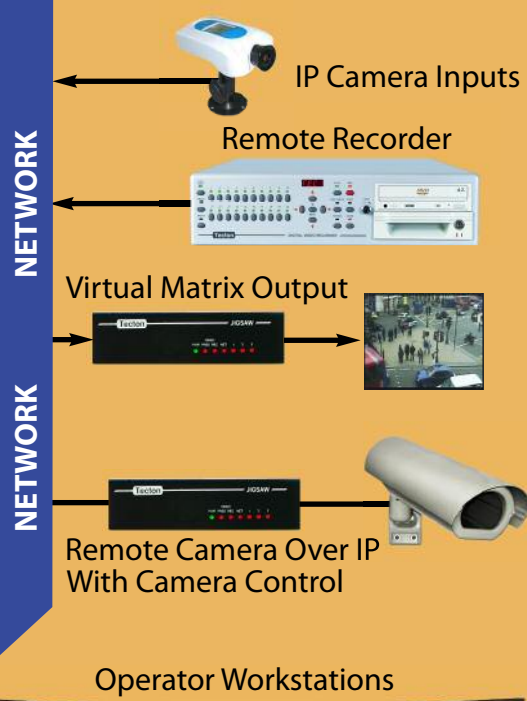 IP Camera Inputs
NETWORK
Remote Recorder
Tecton
Virtual Matrix Output
Tecton
JIGSAW
NETWORK
Tecton
JIGSAW
Remote Camera Over IP
With Camera Control
Operator Workstations